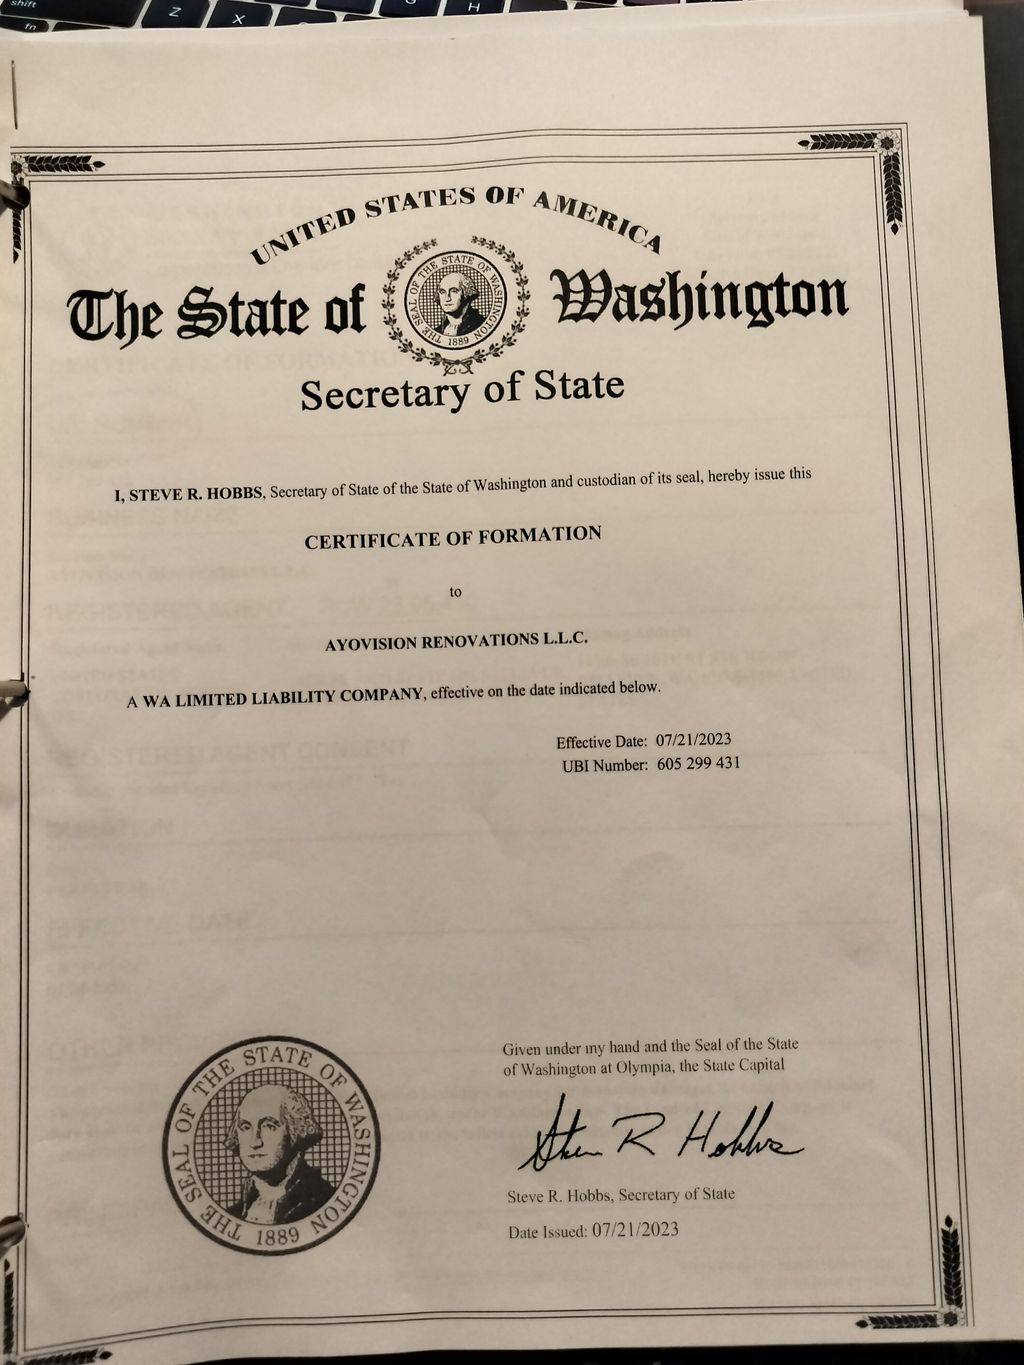 shift
fn
Z
X
G
H
UNITED STATES OF AMERICA
The State of Washington
THE SEAL OF THE STATE OF WASHINGTON
1889
Secretary of State
I, STEVE R. HOBBS, Secretary of State of the State of Washington and custodian of its seal, hereby issue this
CERTIFICATE OF FORMATION
to
AYOVISION RENOVATIONS L.L.C.
A WA LIMITED LIABILITY COMPANY, effective on the date indicated below.
Effective Date: 07/21/2023
UBI Number: 605 299 431
THE SEAL OF THE STATE OF WASHINGTON
1889
Given under my hand and the Seal of the State
of Washington at Olympia, the State Capital
Steve R Hobbs
Steve R. Hobbs, Secretary of State
Date Issued: 07/21/2023